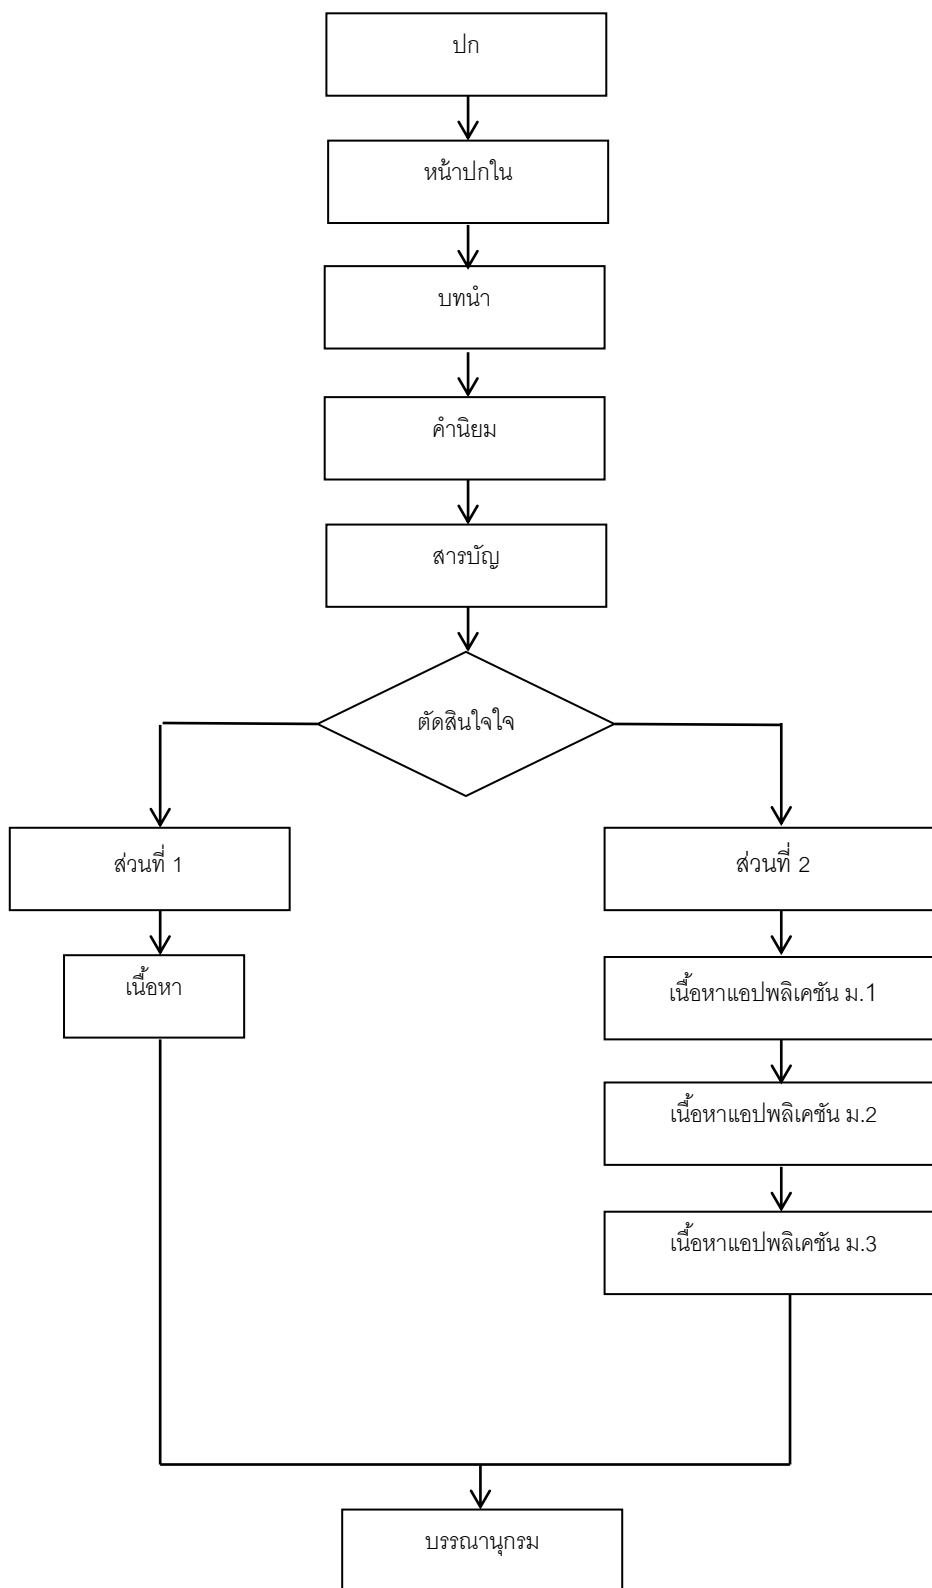 ปก
หน้าปกใน
บทนำ
คำนิยม
สารบัญ
ตัดสินใจใจ
ส่วนที่ 1
ส่วนที่ 2
เนื้อหา
เนื้อหาแอปพลิเคชัน ม.1
เนื้อหาแอปพลิเคชัน ม.2
เนื้อหาแอปพลิเคชัน ม.3
บรรณานุกรม